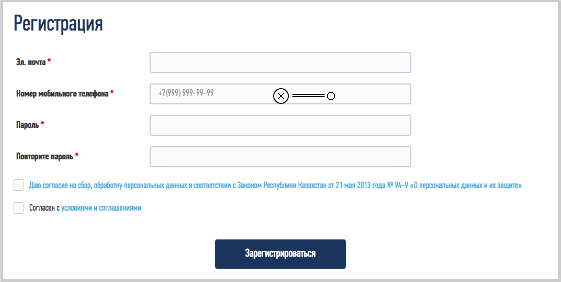 Регистрация
Эл. почта *
Номер мобильного телефона *
+7(999) 999-99-99
Пароль *
Повторите пароль *
Даю согласие на сбор, обработку персональных данных в соответствии с Законом Республики Казахстан от 21 мая 2013 года № 94-V «О персональных данных и их защите»
Согласен с условиями и соглашениями
Зарегистрироваться